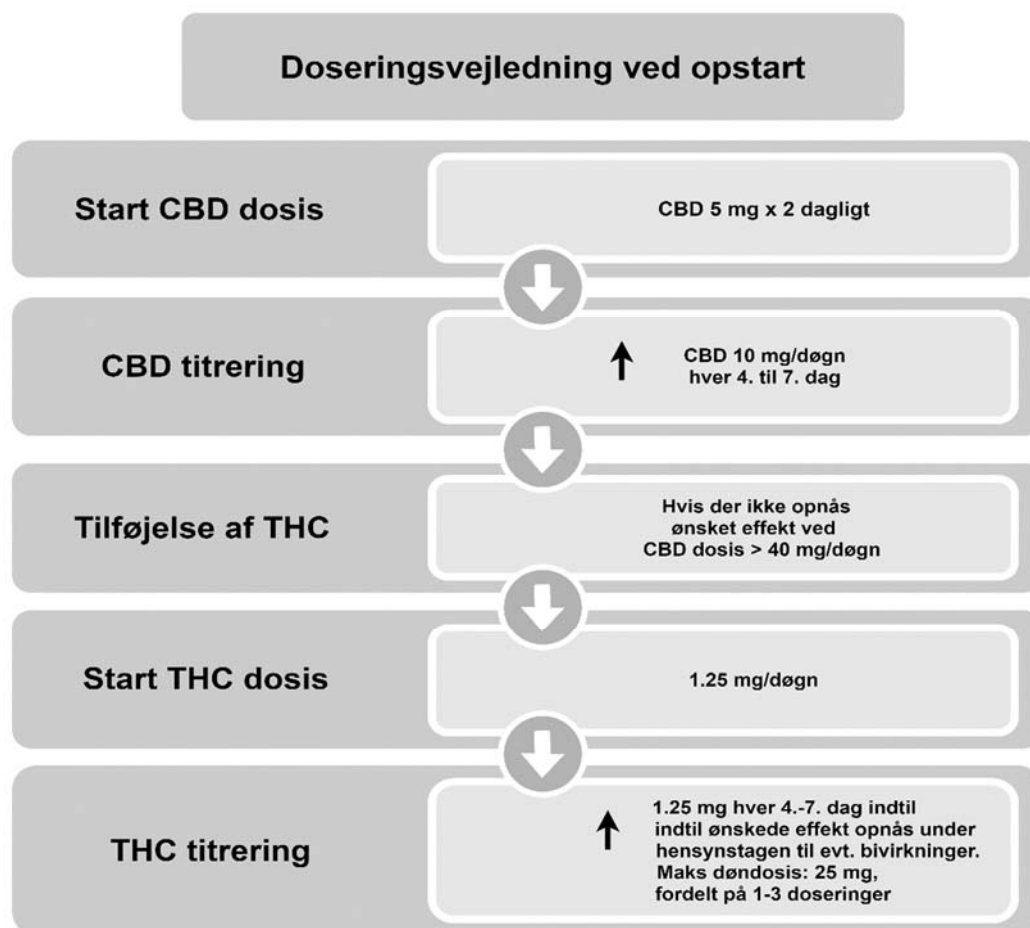 Doseringsvejledning ved opstart
Start CBD dosis
CBD 5 mg x 2 dagligt
CBD titrering
CBD 10 mg/døgn
hver 4. til 7. dag
Tilføjelse af THC
Hvis der ikke opnås
ønsket effekt ved
CBD dosis > 40 mg/døgn
Start THC dosis
1.25 mg/døgn
THC titrering
1.25 mg hver 4.-7. dag indtil
indtil ønskede effekt opnås under
hensynstagen til evt. bivirkninger.
Maks døndosis: 25 mg,
fordelt på 1-3 doseringer